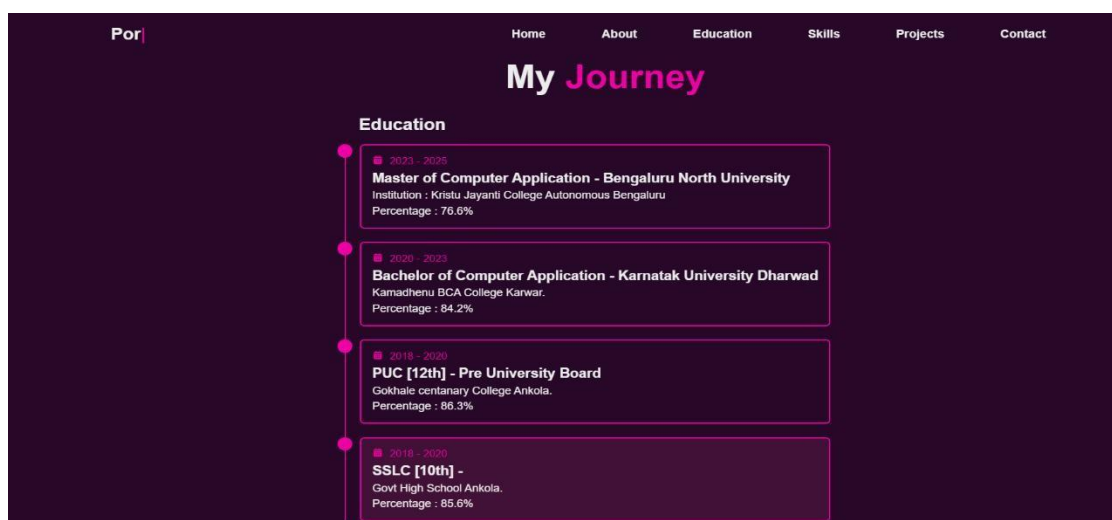 Por
Home About Education Skills Projects Contact
My Journey
Education
2023 - 2025
Master of Computer Application - Bengaluru North University
Institution : Kristu Jayanti College Autonomous Bengaluru
Percentage : 76.6%
2020 - 2023
Bachelor of Computer Application - Karnatak University Dharwad
Kamadhenu BCA College Karwar.
Percentage : 84.2%
2018 - 2020
PUC [12th] - Pre University Board
Gokhale centanary College Ankola.
Percentage : 86.3%
2018 - 2020
SSLC [10th] -
Govt High School Ankola.
Percentage : 85.6%